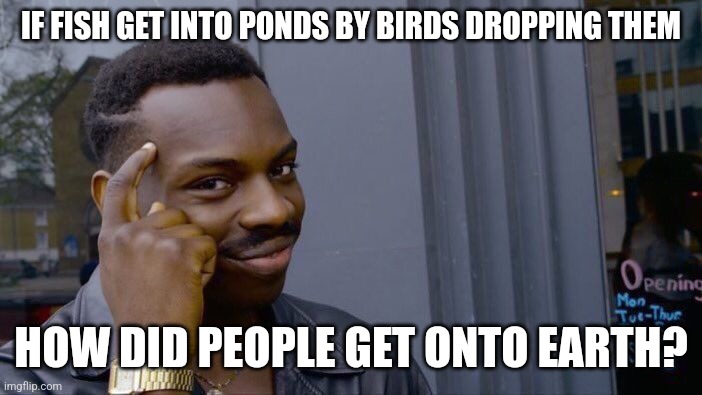 IF FISH GET INTO PONDS BY BIRDS DROPPING THEM
Opening
Mon
Tue-Thur
HOW DID PEOPLE GET ONTO EARTH?
imgflip.com